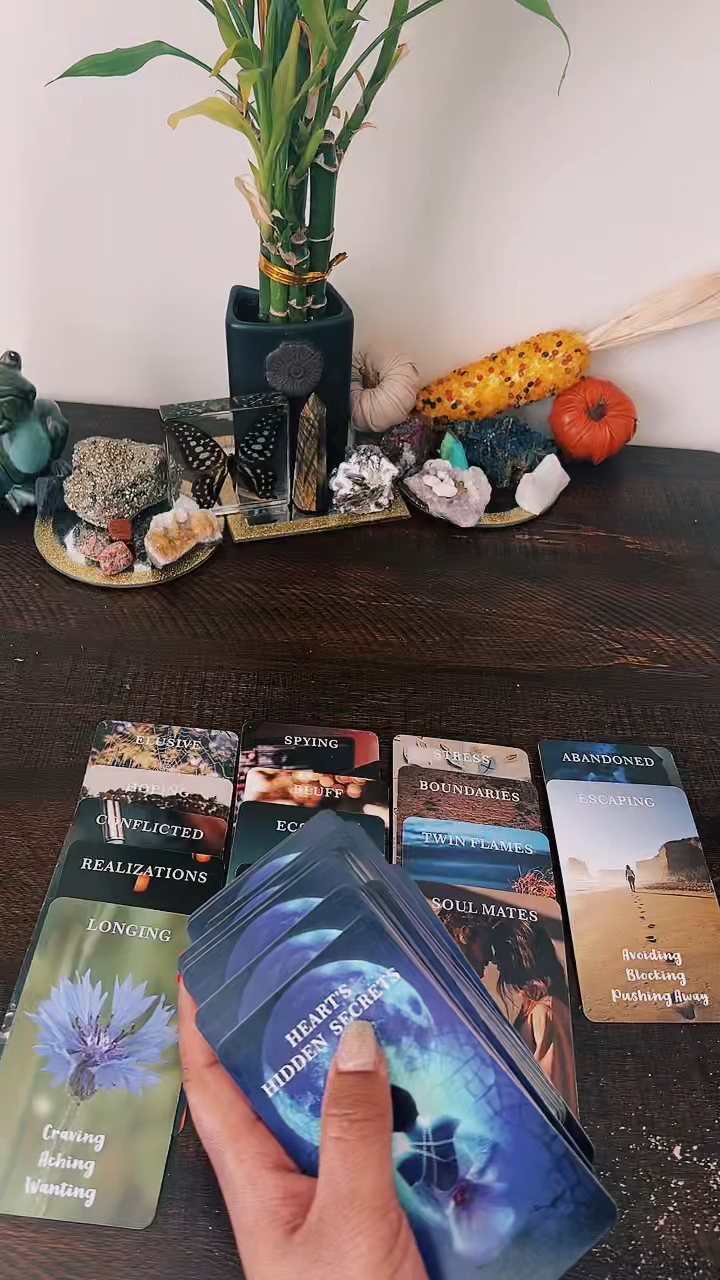 ELUSIVE
HOPING
CONFLICTED
REALIZATIONS
LONGING
Craving
Aching
Wanting
SPYING
BLUFF
STRESS
BOUNDARIES
TWIN FLAMES
SOUL MATES
ABANDONED
ESCAPING
Avoiding
Blocking
Pushing Away
HEART'S
HIDDEN SECRETS